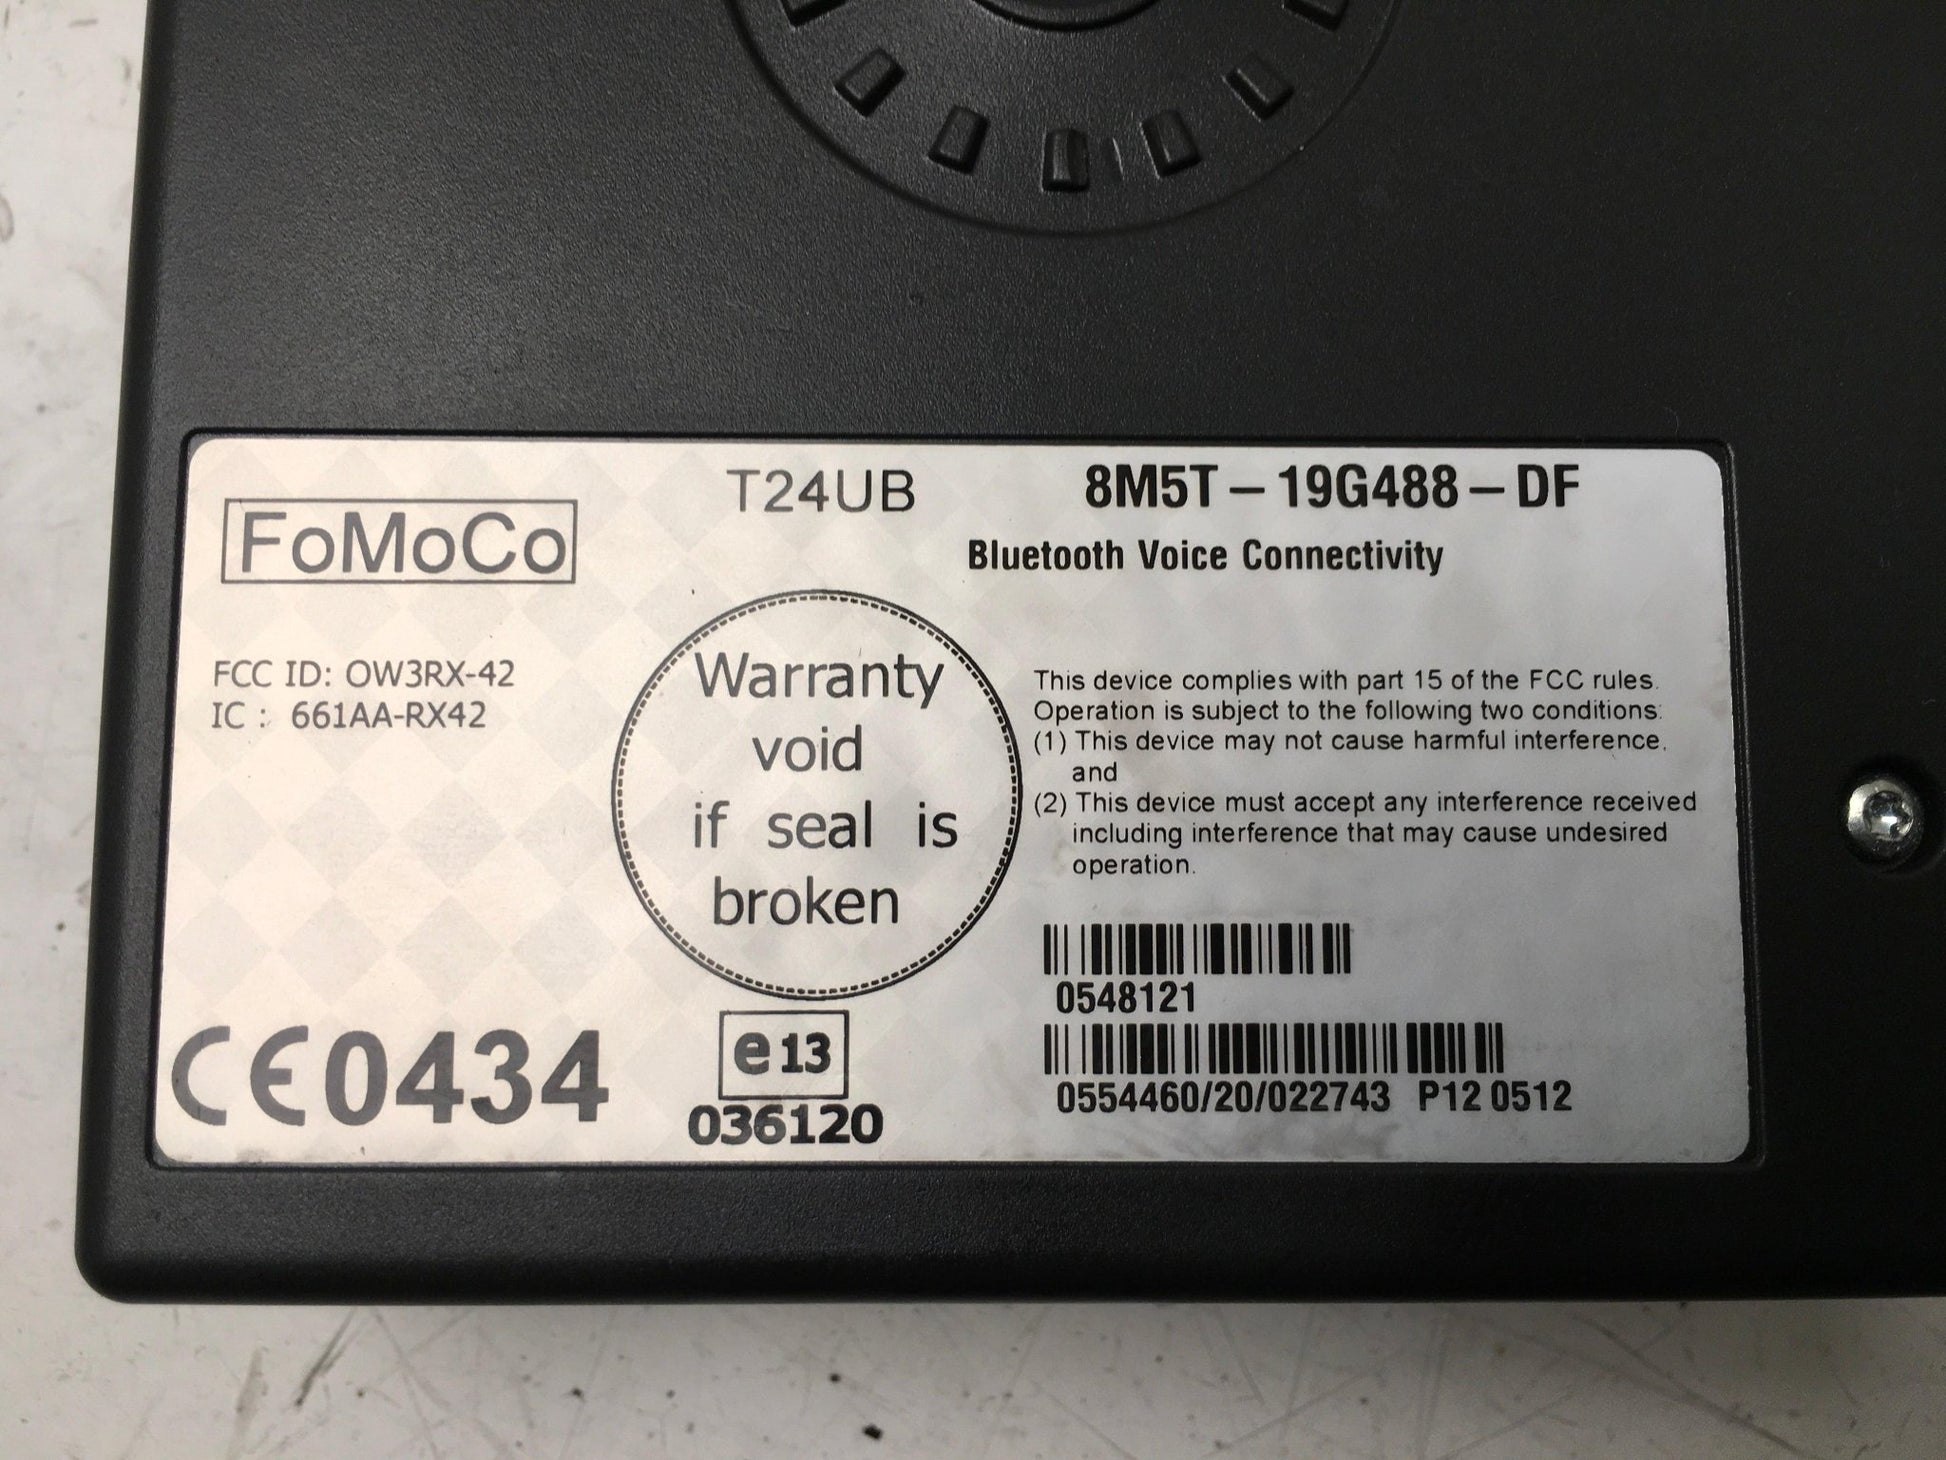 FoMoCo
T24UB
8M5T-19G488-DF
Bluetooth Voice Connectivity
FCC ID: OW3RX-42
IC : 661AA-RX42
Warranty
void
if seal is
broken
This device complies with part 15 of the FCC rules.
Operation is subject to the following two conditions:
(1) This device may not cause harmful interference,
and
(2) This device must accept any interference received
including interference that may cause undesired
operation.
0548121
0554460/20/022743 P12 0512
CE0434
e13
036120